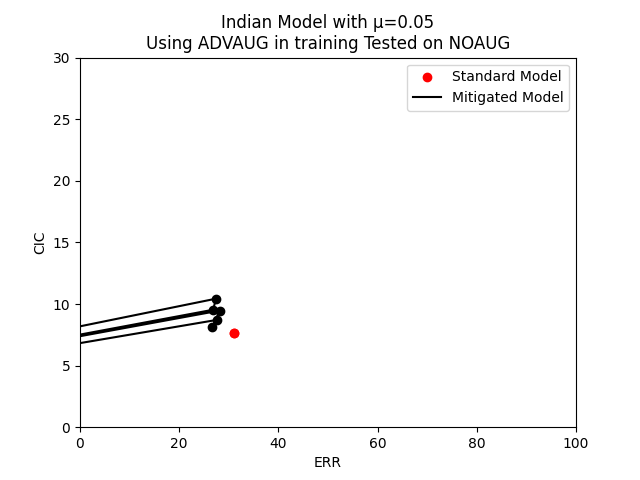 Indian Model with μ=0.05
Using ADVAUG in training Tested on NOAUG
Standard Model
Mitigated Model
30
25
20
15
10
5
0
CIC
0 20 40 60 80 100
ERR